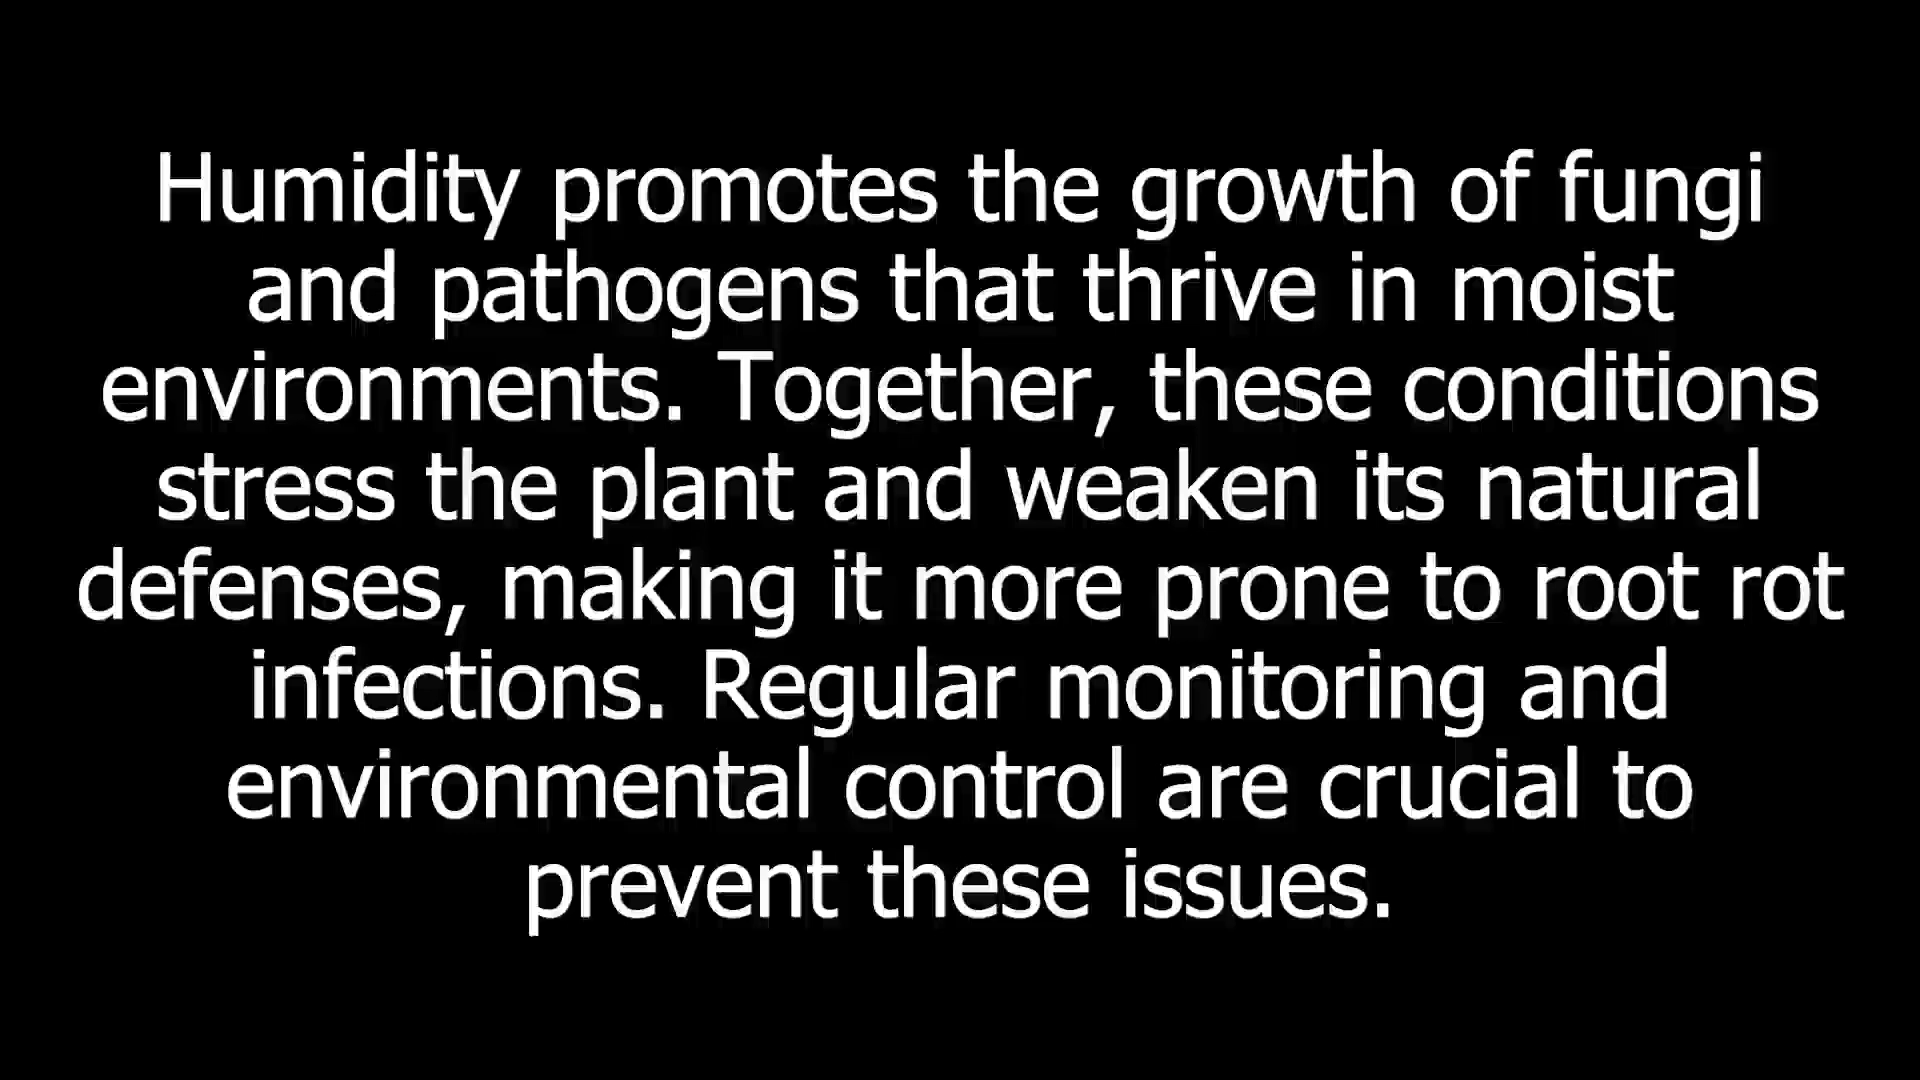 Humidity promotes the growth of fungi
and pathogens that thrive in moist
environments. Together, these conditions
stress the plant and weaken its natural
defenses, making it more prone to root rot
infections. Regular monitoring and
environmental control are crucial to
prevent these issues.